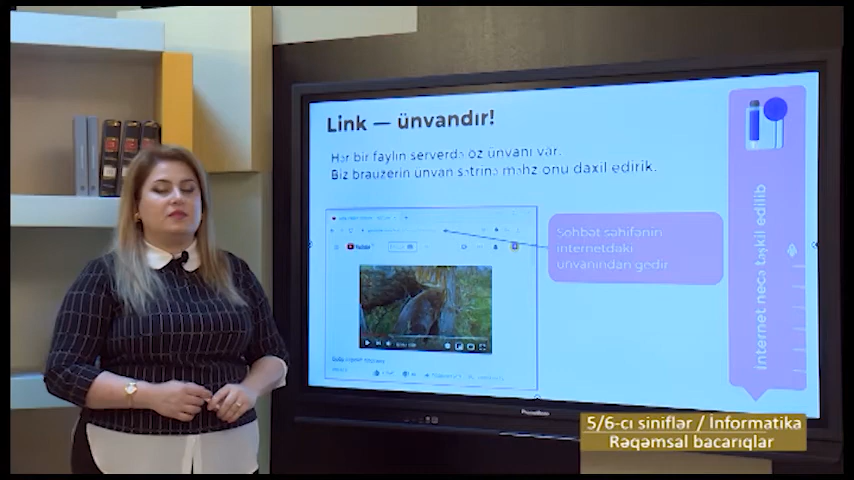 Link — ünvandır!
Hər bir faylın serverdə öz ünvanı var.
Biz brauzerin ünvan sətrinə məhz onu daxil edirik.
Söhbət səhifənin
internetdəki
ünvanından gedir
YouTube
internet necə təşkil edilib
5/6-cı siniflər / İnformatika
Rəqəmsal bacarıqlar